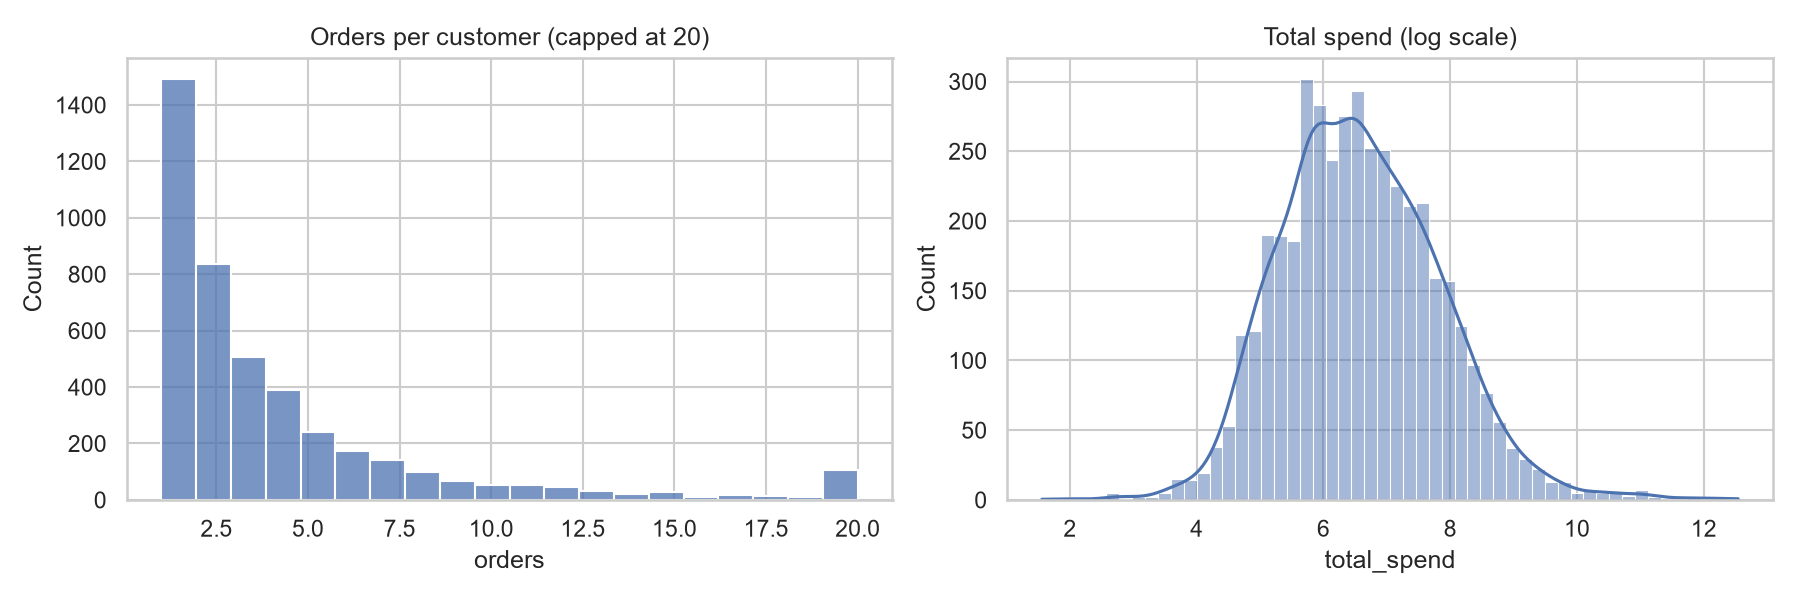 Orders per customer (capped at 20)
1400
1200
1000
800
600
400
200
0
Count
2.5 5.0 7.5 10.0 12.5 15.0 17.5 20.0
orders
Total spend (log scale)
300
250
200
150
100
50
0
Count
2 4 6 8 10 12
total_spend